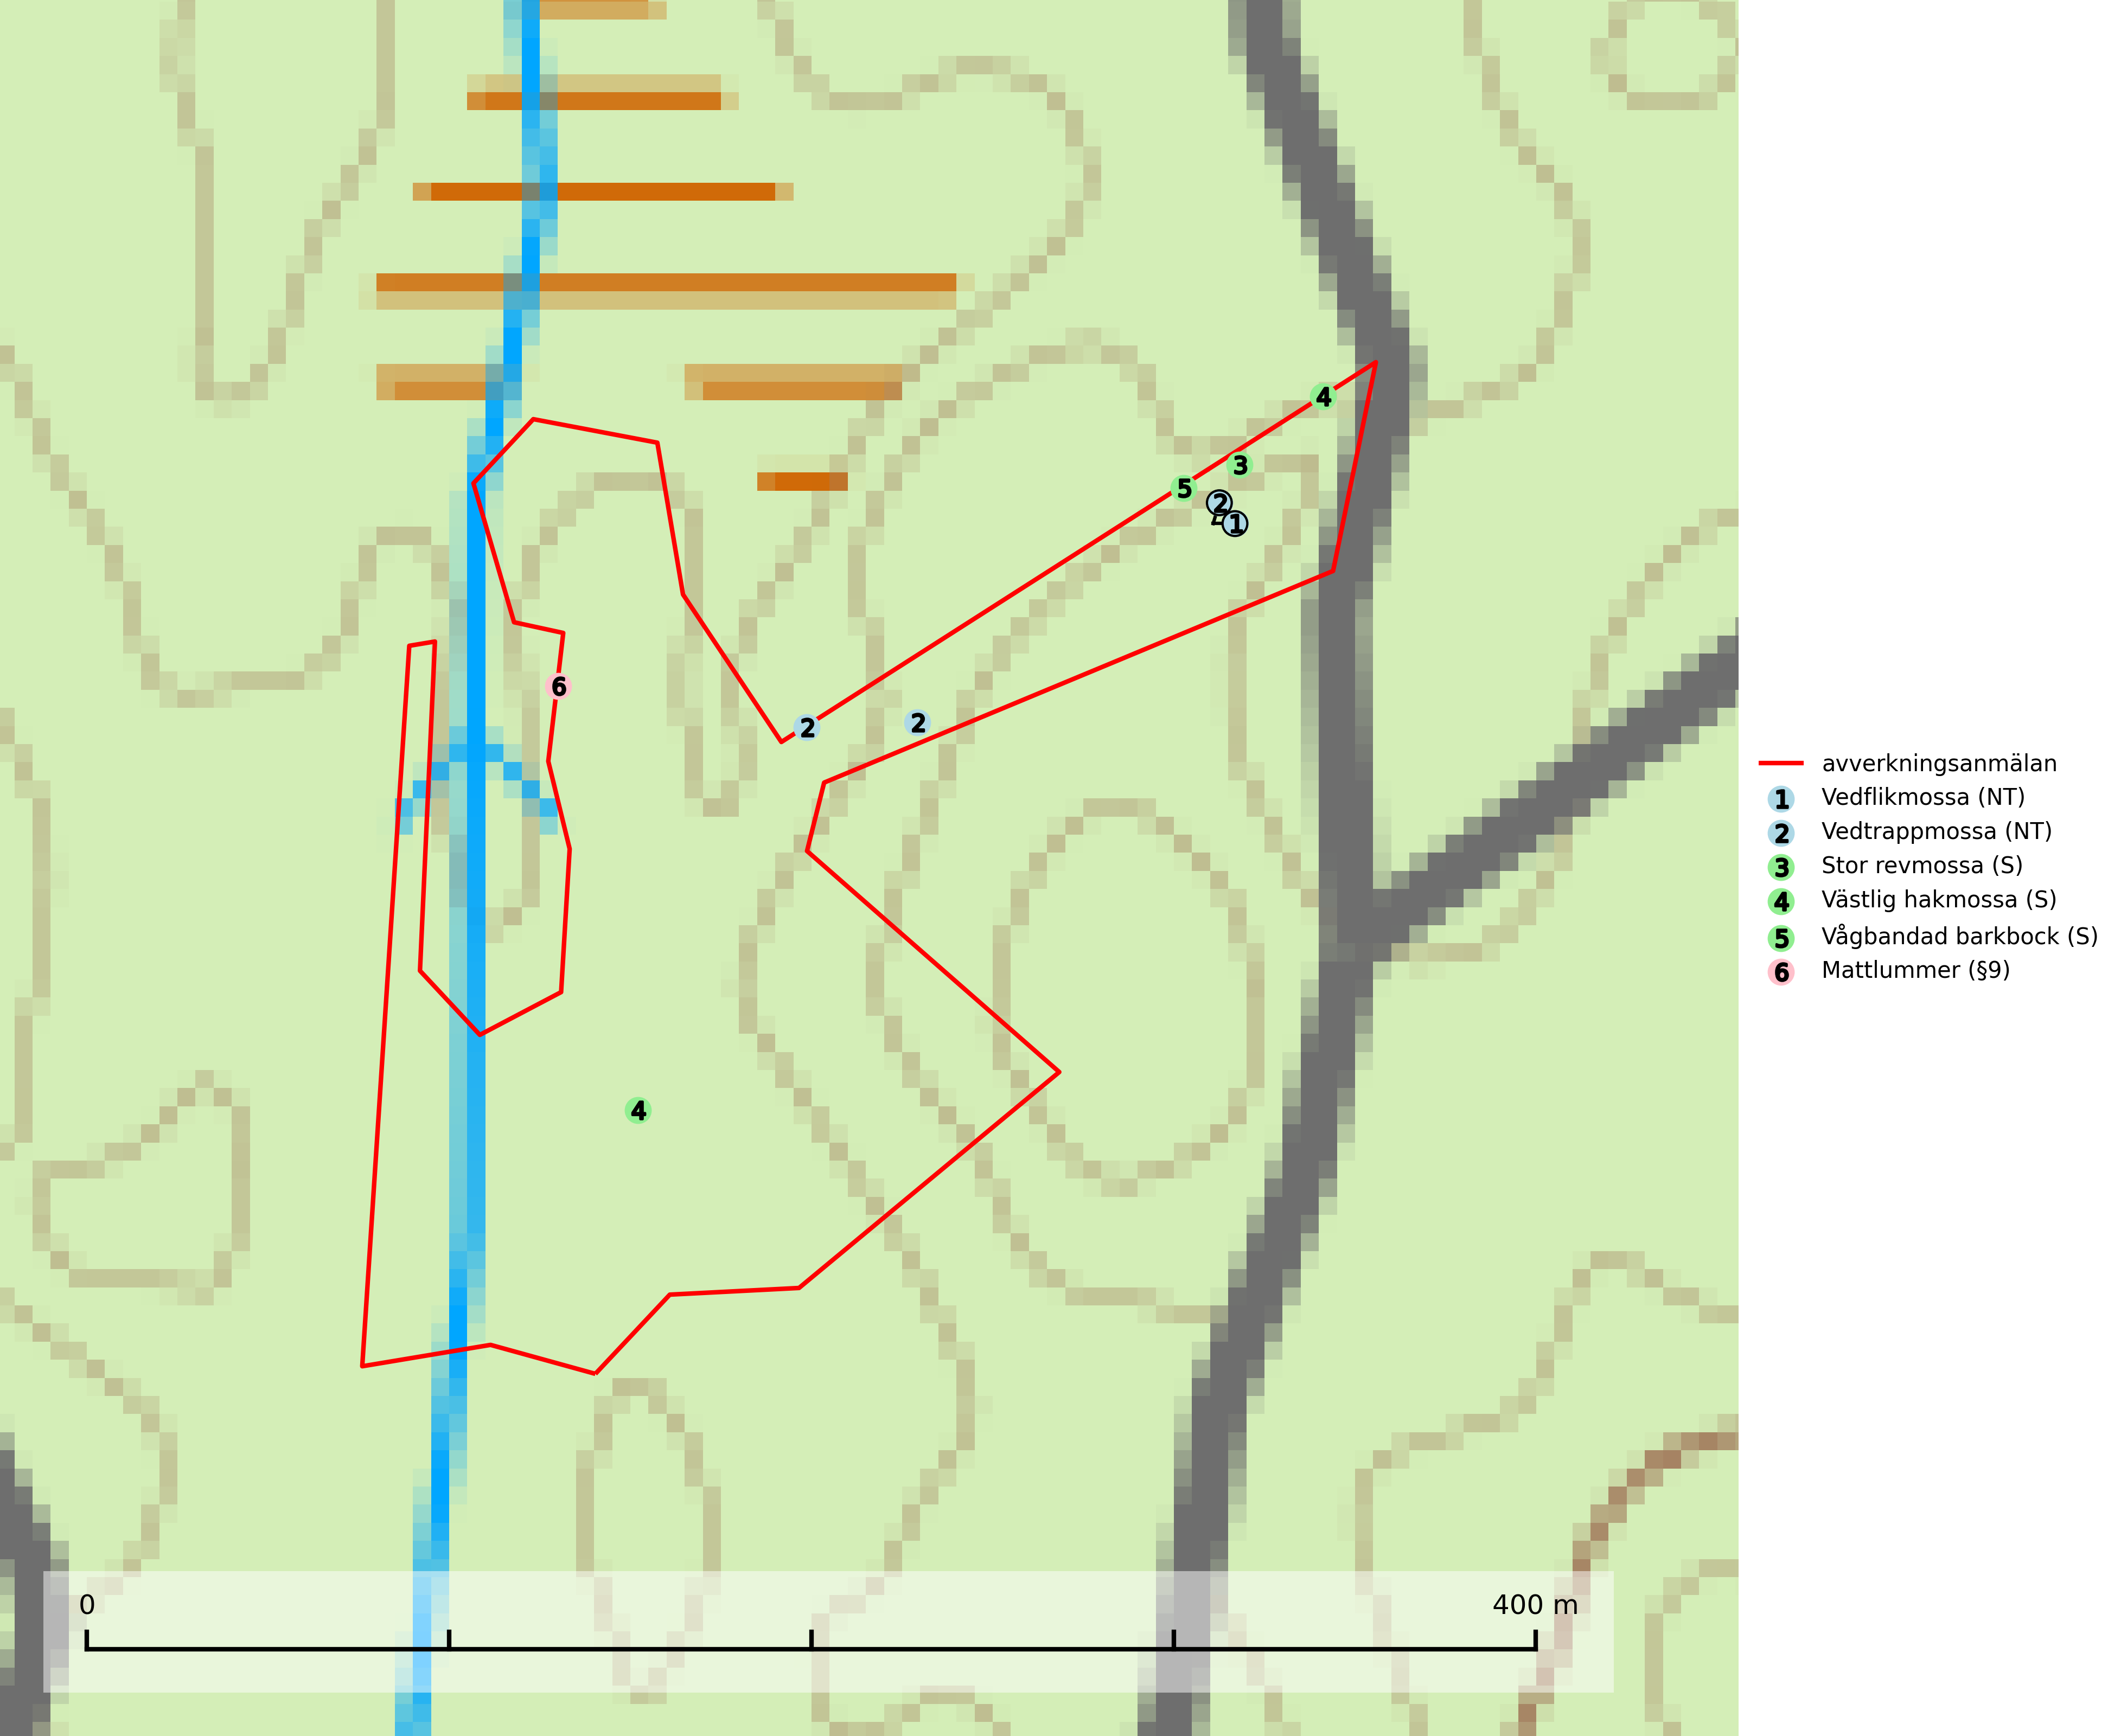 4
3
5
2
1
6
2
2
4
avverkningsanmälan
1 Vedflikmossa (NT)
2 Vedtrappmossa (NT)
3 Stor revmossa (S)
4 Västlig hakmossa (S)
5 Vågbandad barkbock (S)
6 Mattlummer (§9)
0 400 m